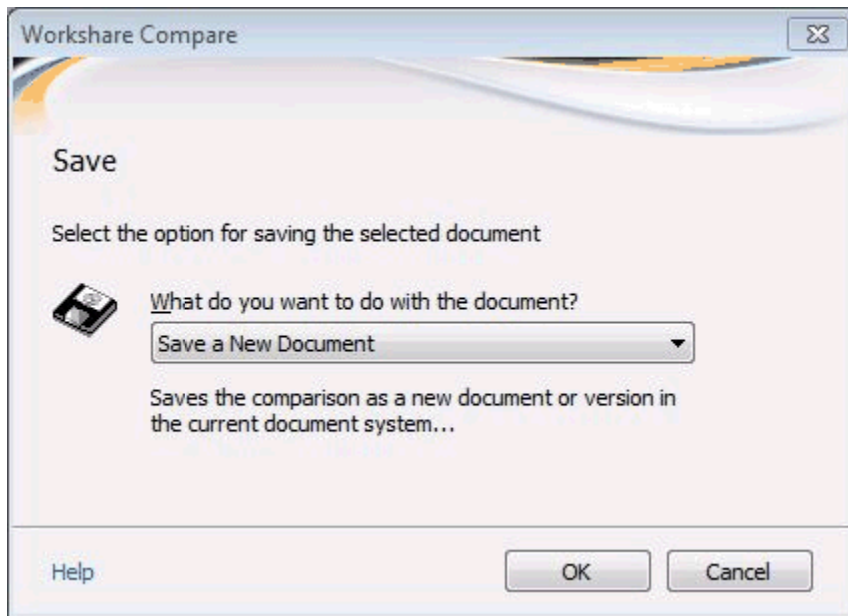 Workshare Compare
Save
Select the option for saving the selected document
What do you want to do with the document?
Save a New Document
Saves the comparison as a new document or version in
the current document system...
Help
OK
Cancel